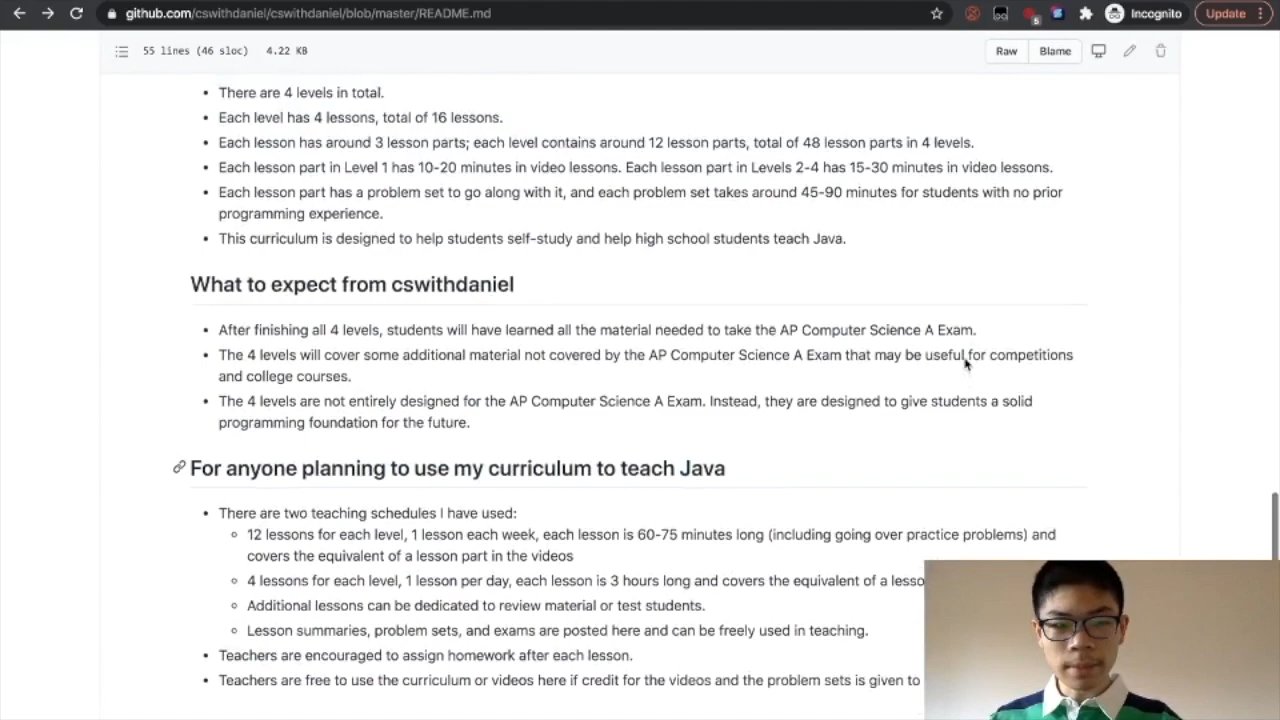 github.com/cswithdaniel/cswithdaniel/blob/master/README.md
5
Incognito
Update
55 lines (46 sloc) 4.22 KB
Raw
Blame
There are 4 levels in total.
Each level has 4 lessons, total of 16 lessons.
Each lesson has around 3 lesson parts; each level contains around 12 lesson parts, total of 48 lesson parts in 4 levels.
Each lesson part in Level 1 has 10-20 minutes in video lessons. Each lesson part in Levels 2-4 has 15-30 minutes in video lessons.
Each lesson part has a problem set to go along with it, and each problem set takes around 45-90 minutes for students with no prior
programming experience.
This curriculum is designed to help students self-study and help high school students teach Java.
What to expect from cswithdaniel
After finishing all 4 levels, students will have learned all the material needed to take the AP Computer Science A Exam.
The 4 levels will cover some additional material not covered by the AP Computer Science A Exam that may be useful for competitions
and college courses.
The 4 levels are not entirely designed for the AP Computer Science A Exam. Instead, they are designed to give students a solid
programming foundation for the future.
For anyone planning to use my curriculum to teach Java
There are two teaching schedules I have used:
12 lessons for each level, 1 lesson each week, each lesson is 60-75 minutes long (including going over practice problems) and
covers the equivalent of a lesson part in the videos
4 lessons for each level, 1 lesson per day, each lesson is 3 hours long and covers the equivalent of a lesso
Additional lessons can be dedicated to review material or test students.
Lesson summaries, problem sets, and exams are posted here and can be freely used in teaching.
Teachers are encouraged to assign homework after each lesson.
Teachers are free to use the curriculum or videos here if credit for the videos and the problem sets is given to